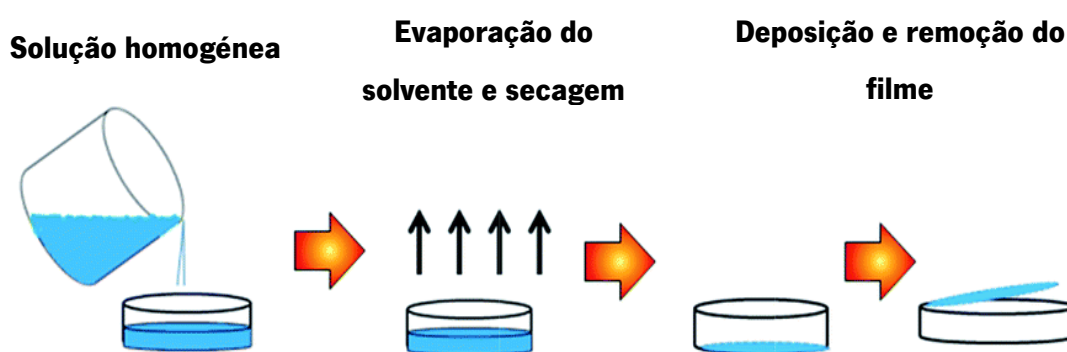 Solução homogénea
Evaporação do
solvente e secagem
Deposição e remoção do
filme